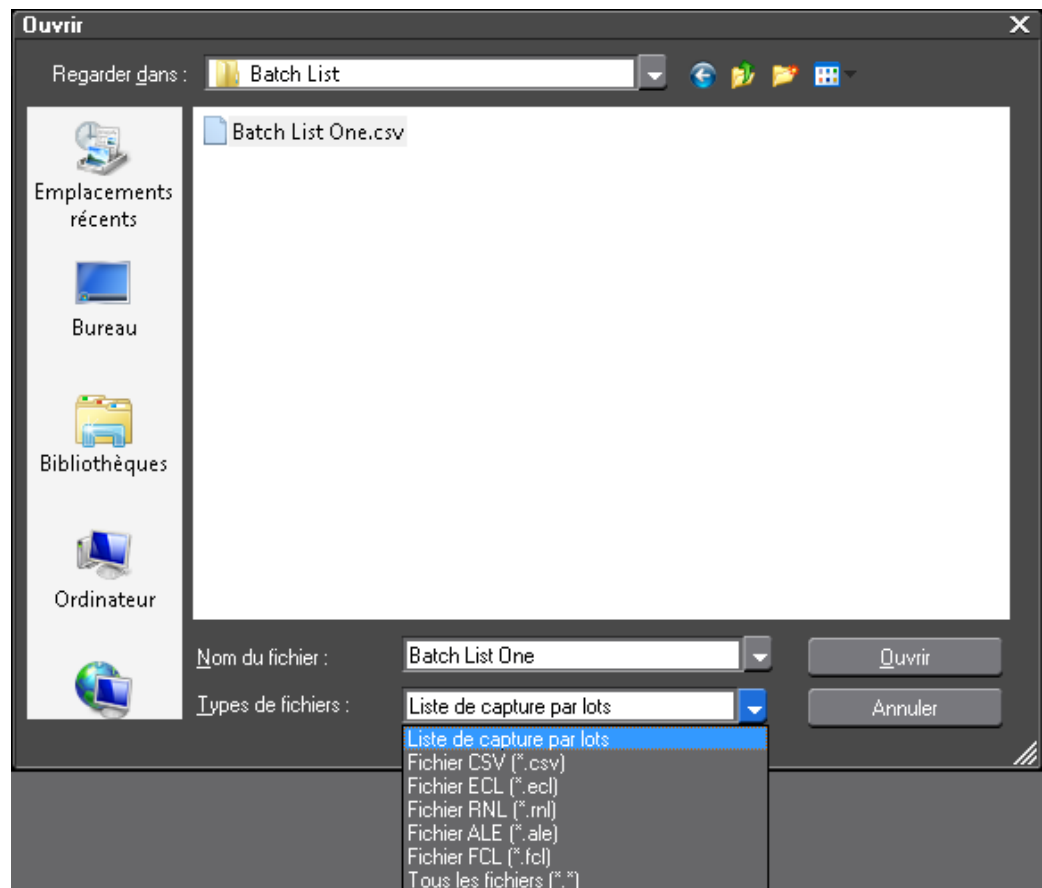 Ouvrir
Regarder dans :
Batch List
Batch List One.csv
Emplacements
récents
Bureau
Bibliothèques
Ordinateur
Nom du fichier :
Batch List One
Ouvrir
Types de fichiers :
Liste de capture par lots
Annuler
Liste de capture par lots
Fichier CSV (*.csv)
Fichier ECL (*.ecl)
Fichier RNL (*.rnl)
Fichier ALE (*.ale)
Fichier FCL (*.fcl)
Tous les fichiers (*.*)